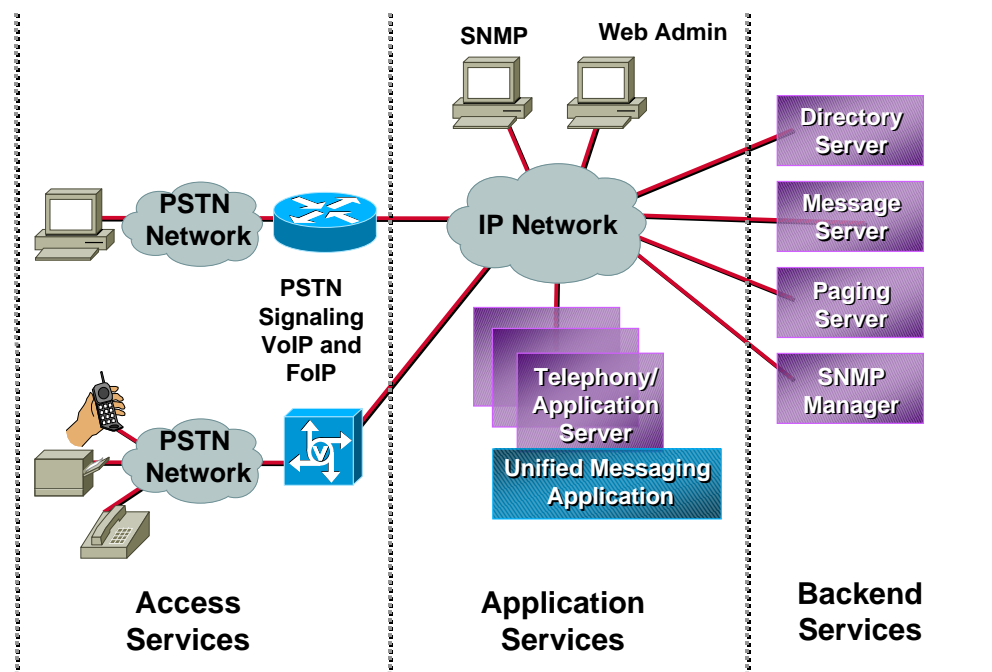 SNMP
Web Admin
PSTN
Network
IP Network
PSTN
Signaling
VoIP and
FoIP
PSTN
Network
V
Telephony/
Application
Server
Unified Messaging
Application
Directory
Server
Message
Server
Paging
Server
SNMP
Manager
Access
Services
Application
Services
Backend
Services